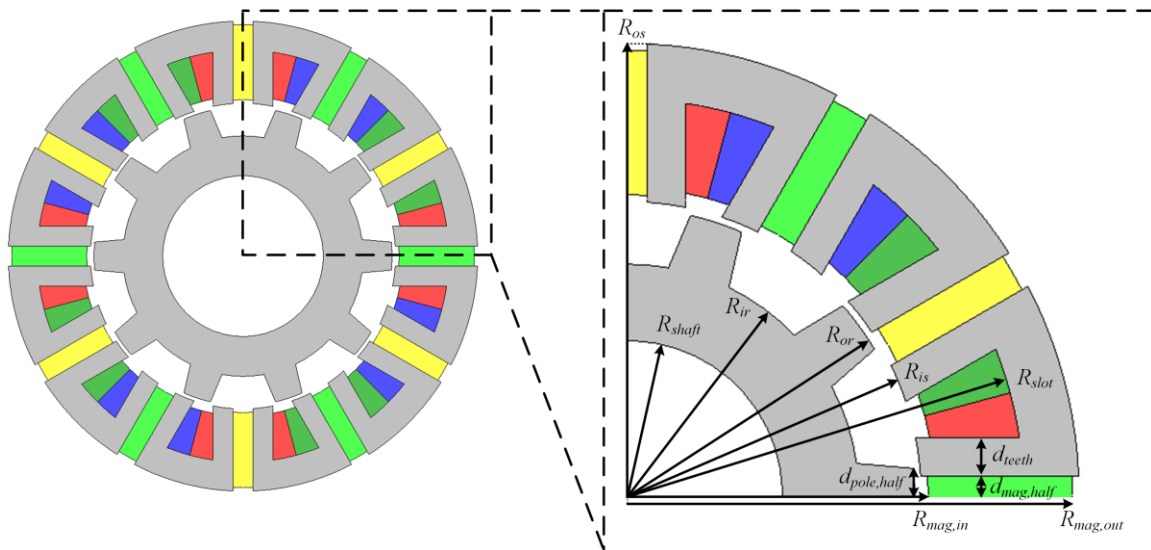 R_os
R_ir
R_shaft
R_or
R_is
R_slot
d_teeth
d_pole,half
d_mag,half
R_mag,in
R_mag,out